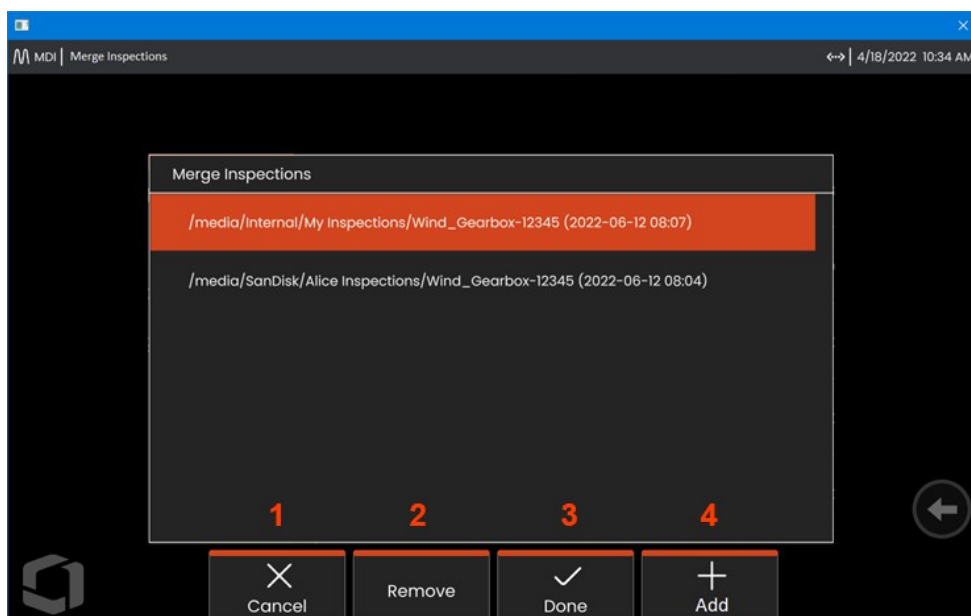 MDI | Merge Inspections
4/18/2022 10:34 AM
Merge Inspections
/media/Internal/My Inspections/Wind_Gearbox-12345 (2022-06-12 08:07)
/media/SanDisk/Alice Inspections/Wind_Gearbox-12345 (2022-06-12 08:04)
1 2 3 4
Cancel Remove Done Add